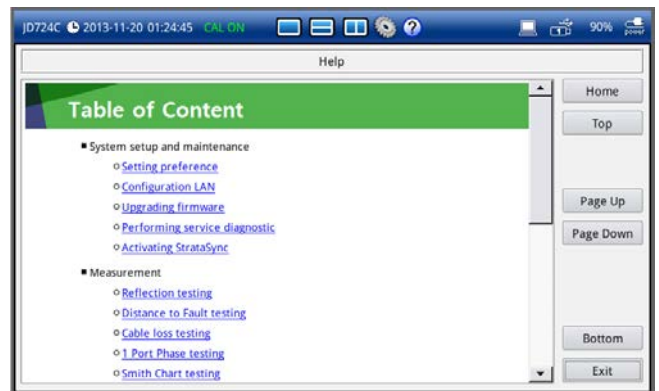 JD724C 2013-11-20 01:24:45 CAL ON 90%
power
Help
Table of Content
System setup and maintenance
Setting preference
Configuration LAN
Upgrading firmware
Performing service diagnostic
Activating StrataSync
Measurement
Reflection testing
Distance to Fault testing
Cable loss testing
1 Port Phase testing
Smith Chart testing
Home
Top
Page Up
Page Down
Bottom
Exit